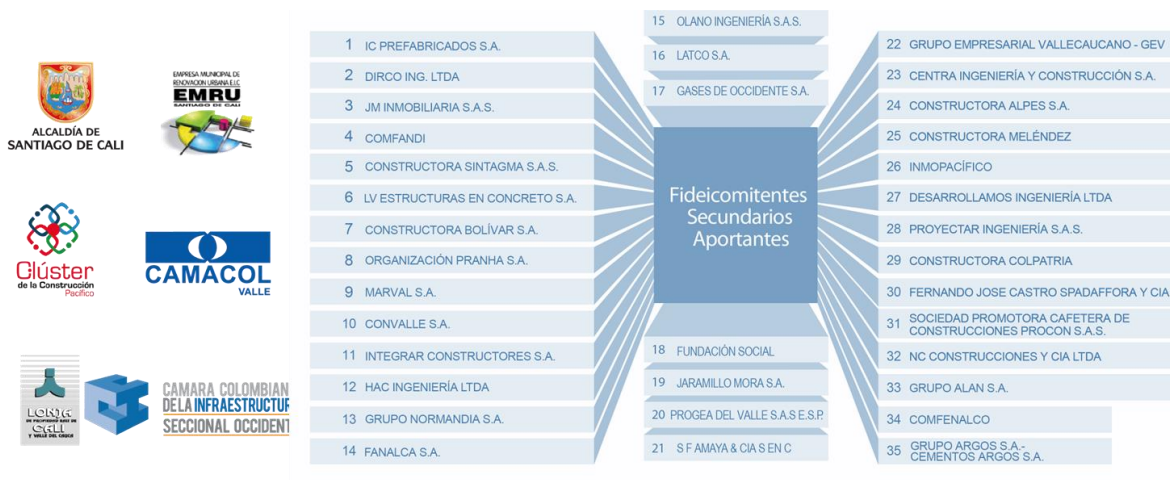 ALCALDÍA DE
SANTIAGO DE CALI
EMPRESA MUNICIPAL DE
RENOVACION URBANA E.I.C
EMRU
SANTIAGO DE CALI
Clúster
de la Construcción
Pacífico
CAMACOL
VALLE
LONJA
DE PROPIEDAD RAIZ DE
CALI
Y VALLE DEL CAUCA
CAMARA COLOMBIAN
DE LA INFRAESTRUCTUR
SECCIONAL OCCIDENT
1 IC PREFABRICADOS S.A.
2 DIRCO ING. LTDA
3 JM INMOBILIARIA S.A.S.
4 COMFANDI
5 CONSTRUCTORA SINTAGMA S.A.S.
6 LV ESTRUCTURAS EN CONCRETO S.A.
7 CONSTRUCTORA BOLÍVAR S.A.
8 ORGANIZACIÓN PRANHA S.A.
9 MARVAL S.A.
10 CONVALLE S.A.
11 INTEGRAR CONSTRUCTORES S.A.
12 HAC INGENIERÍA LTDA
13 GRUPO NORMANDIA S.A.
14 FANALCA S.A.
15 OLANO INGENIERÍA S.A.S.
16 LATCO S.A.
17 GASES DE OCCIDENTE S.A.
Fideicomitentes
Secundarios
Aportantes
18 FUNDACIÓN SOCIAL
19 JARAMILLO MORA S.A.
20 PROGEA DEL VALLE S.A.S E.S.P.
21 S F AMAYA & CIA S EN C
22 GRUPO EMPRESARIAL VALLECAUCANO - GEV
23 CENTRA INGENIERÍA Y CONSTRUCCIÓN S.A.
24 CONSTRUCTORA ALPES S.A.
25 CONSTRUCTORA MELÉNDEZ
26 INMOPACÍFICO
27 DESARROLLAMOS INGENIERÍA LTDA
28 PROYECTAR INGENIERÍA S.A.S.
29 CONSTRUCTORA COLPATRIA
30 FERNANDO JOSE CASTRO SPADAFFORA Y CIA
31 SOCIEDAD PROMOTORA CAFETERA DE
CONSTRUCCIONES PROCON S.A.S.
32 NC CONSTRUCCIONES Y CIA LTDA
33 GRUPO ALAN S.A.
34 COMFENALCO
35 GRUPO ARGOS S.A.-
CEMENTOS ARGOS S.A.